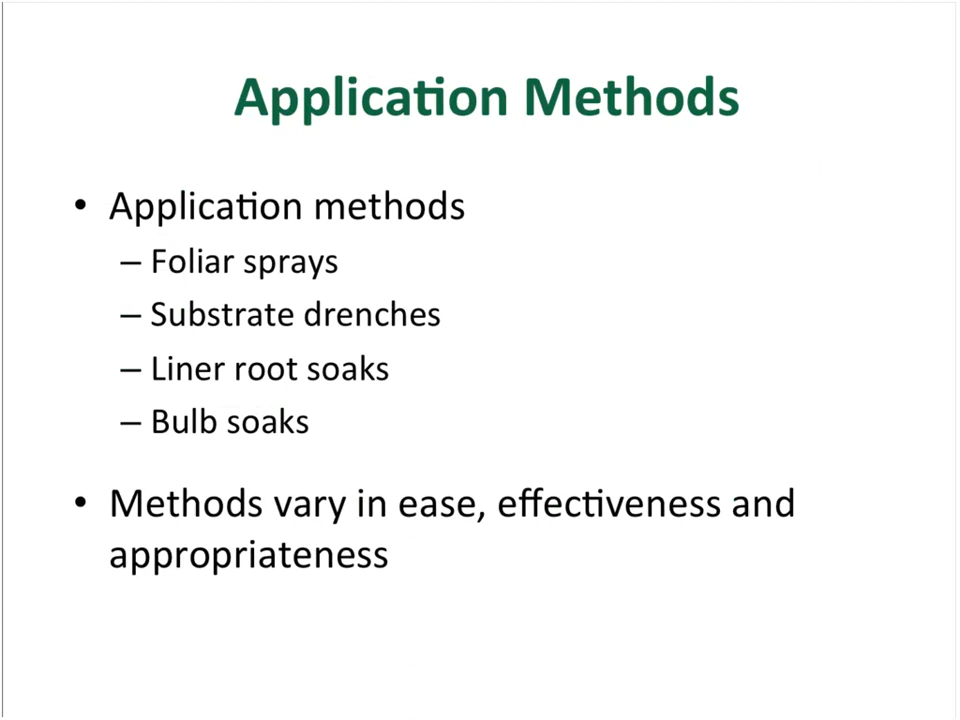 Application Methods
• Application methods
– Foliar sprays
– Substrate drenches
– Liner root soaks
– Bulb soaks
• Methods vary in ease, effectiveness and
appropriateness